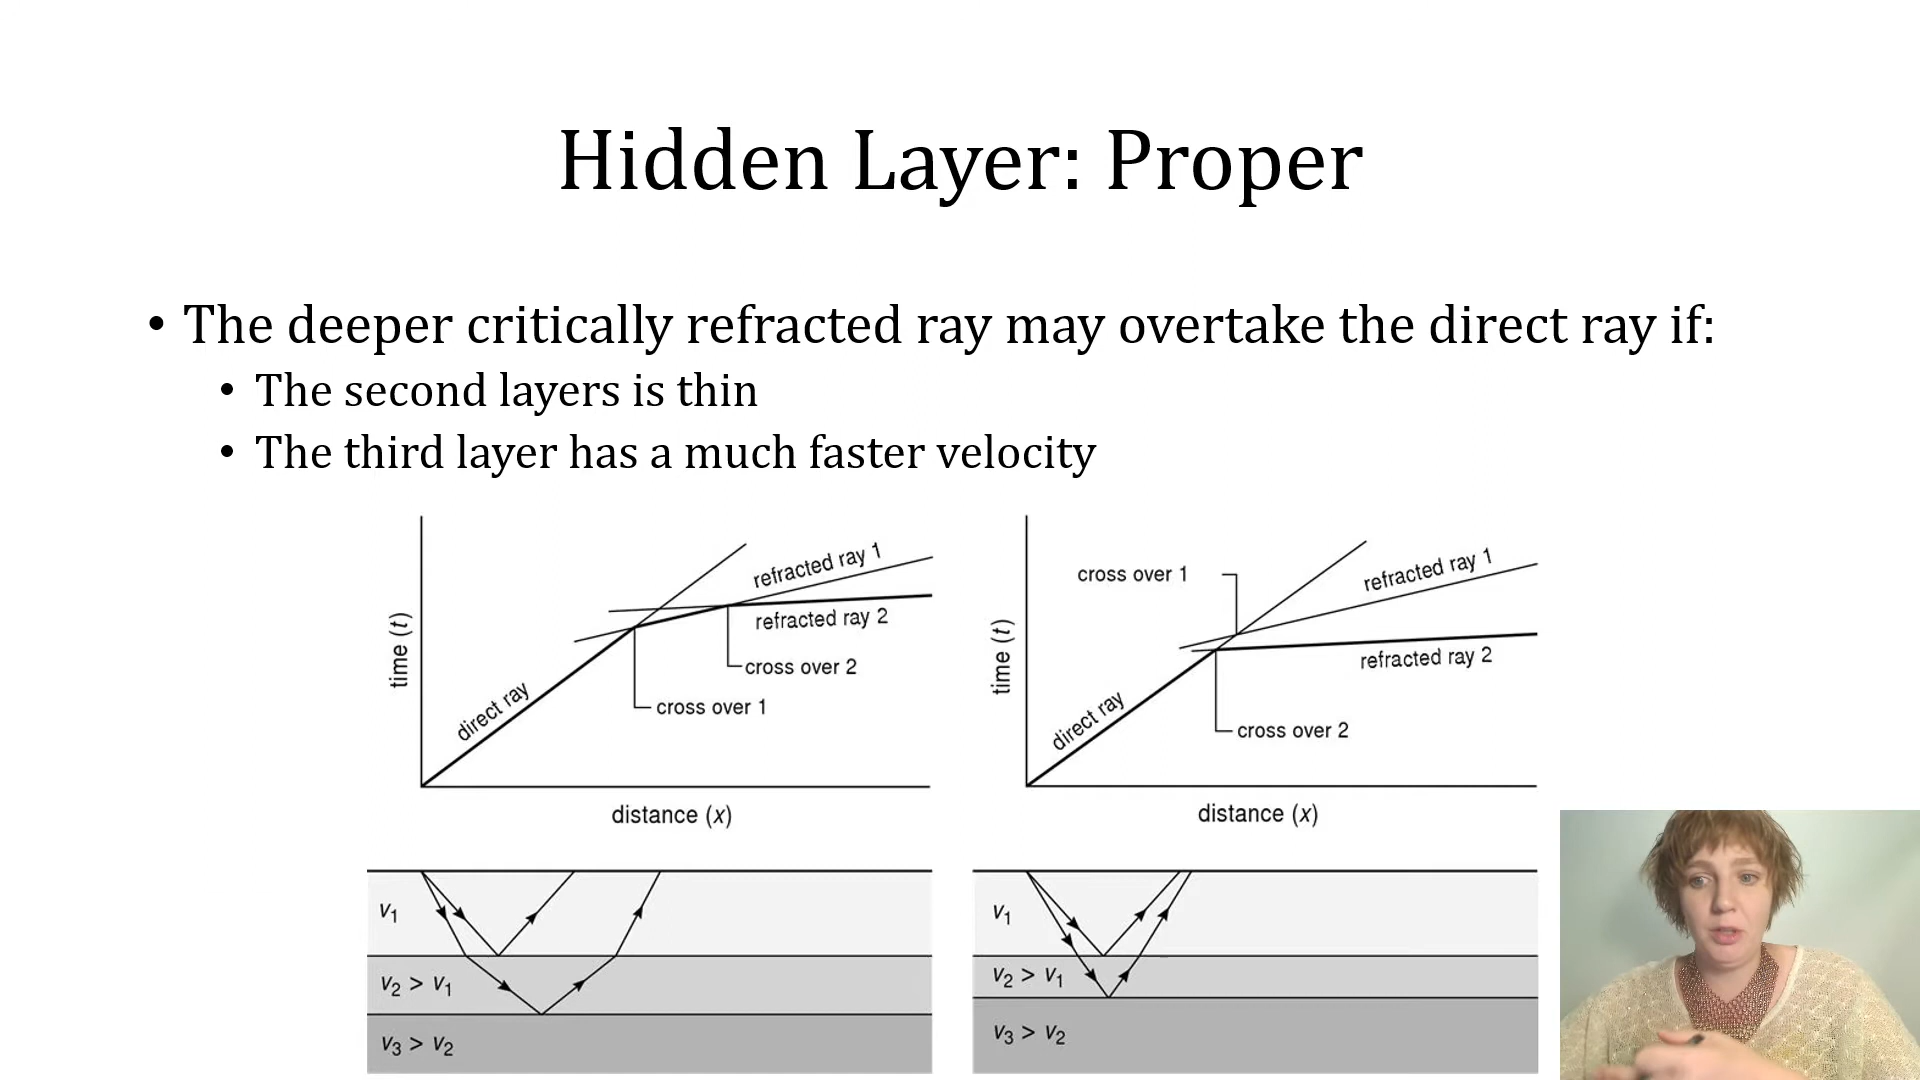 Hidden Layer: Proper
• The deeper critically refracted ray may overtake the direct ray if:
• The second layers is thin
• The third layer has a much faster velocity
time (t)
direct ray
refracted ray 1
refracted ray 2
cross over 2
cross over 1
distance (x)
time (t)
direct ray
cross over 1
refracted ray 1
refracted ray 2
cross over 2
distance (x)
v₁
v₂ > v₁
v₃ > v₂
v₁
v₂ > v₁
v₃ > v₂